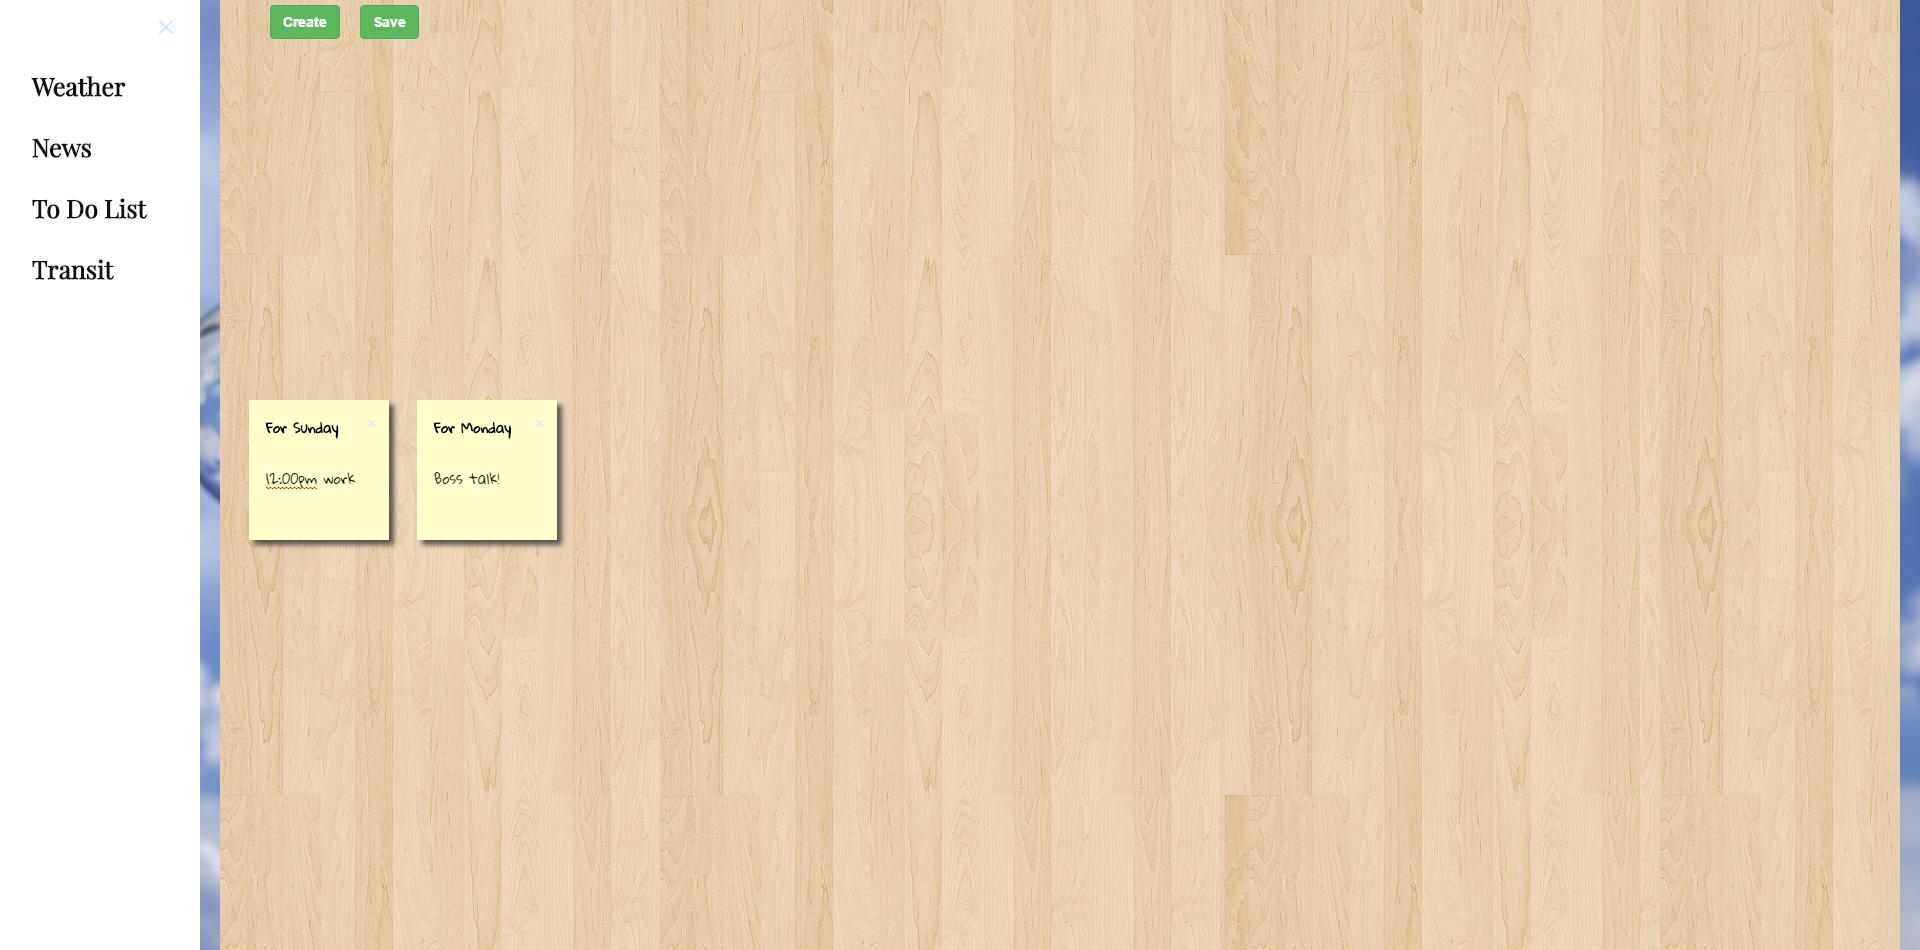 Create
Save
Weather
News
To Do List
Transit
For Sunday
12:00pm work
For Monday
Boss talk!